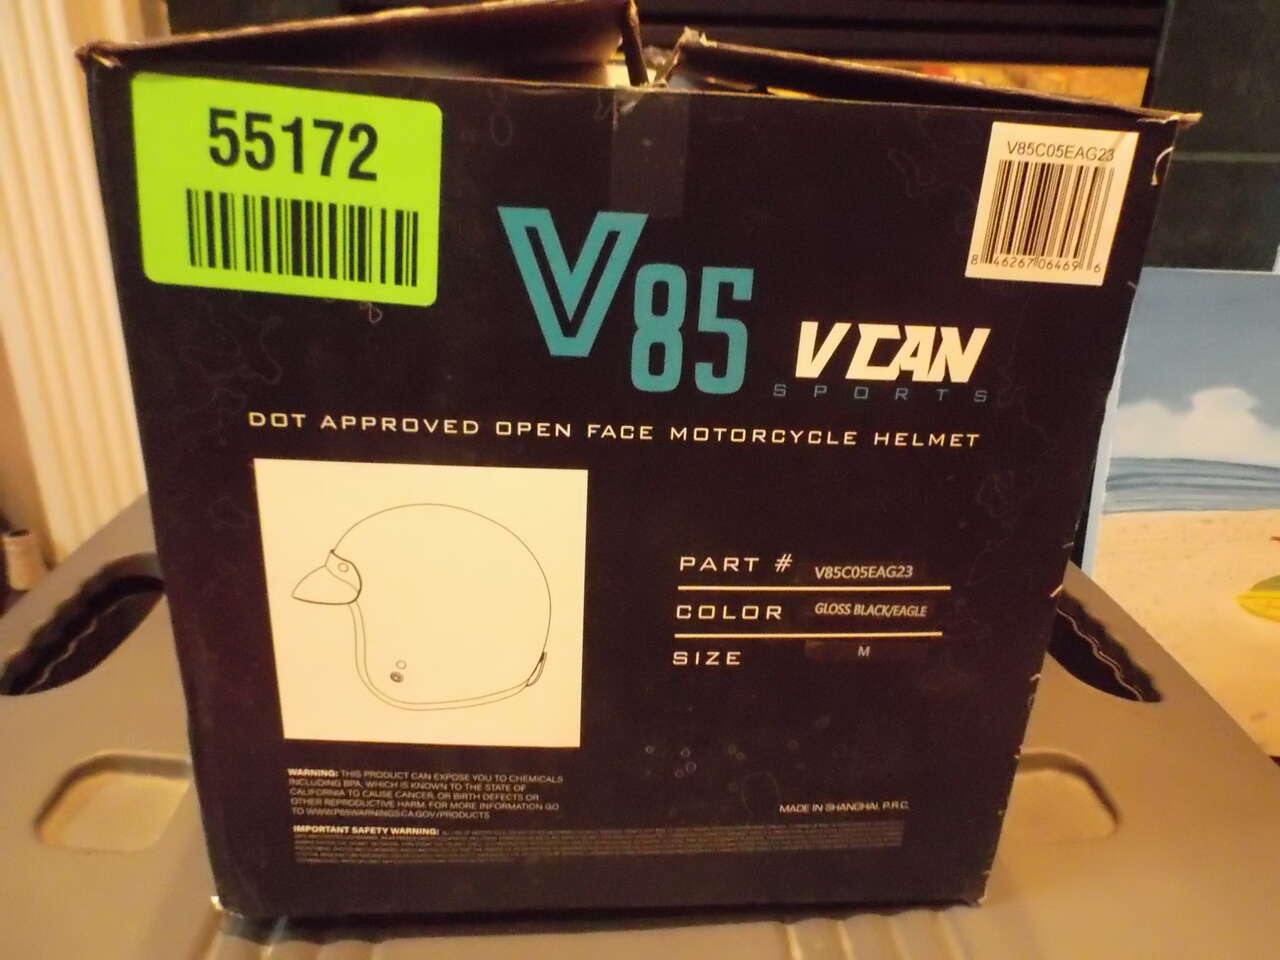 55172
V85C05EAG23
8 46267 06469 6
V85
VCAN
SPORTS
DOT APPROVED OPEN FACE MOTORCYCLE HELMET
PART # V85C05EAG23
COLOR GLOSS BLACK/EAGLE
SIZE M
WARNING: THIS PRODUCT CAN EXPOSE YOU TO CHEMICALS
INCLUDING BPA, WHICH IS KNOWN TO THE STATE OF
CALIFORNIA TO CAUSE CANCER, OR BIRTH DEFECTS OR
OTHER REPRODUCTIVE HARM. FOR MORE INFORMATION GO
TO WWW.P65WARNINGS.CA.GOV/PRODUCTS
MADE IN SHANGHAI, P.R.C.
IMPORTANT SAFETY WARNING: